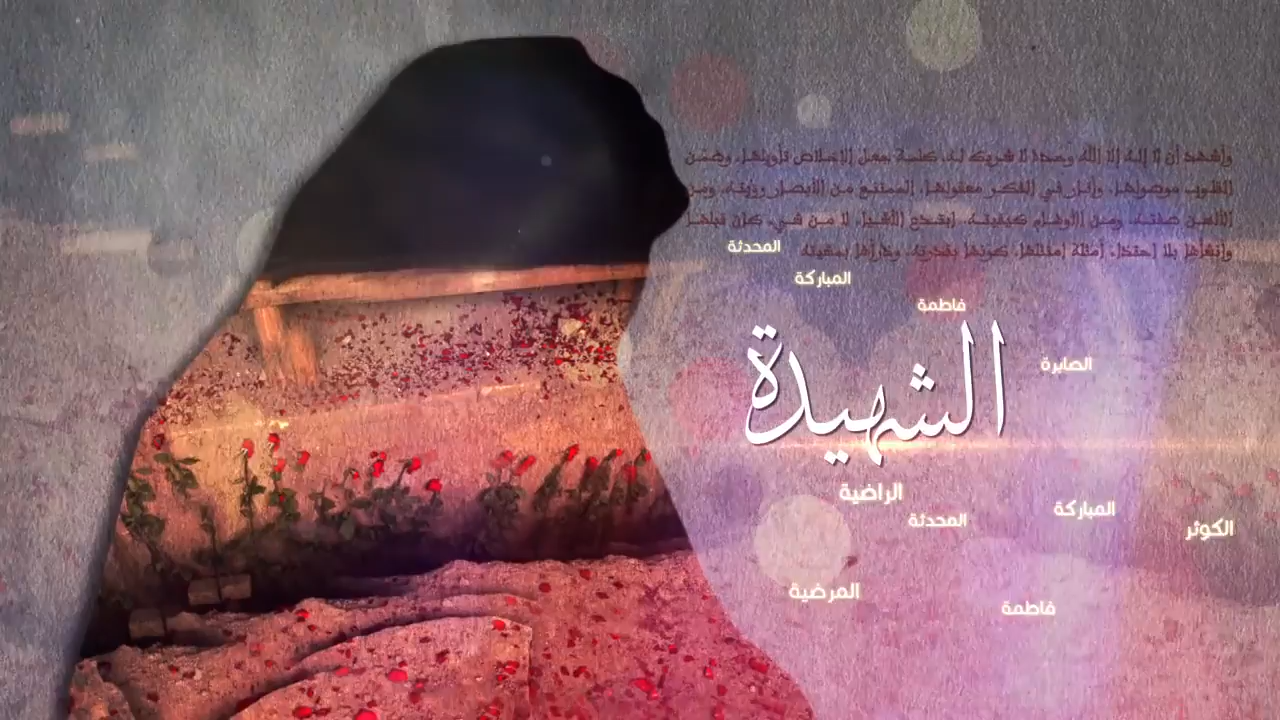 وأشهد أن لا إله إلا الله وحده لا شريك له، كلمة جعل الإخلاص تأويلها، وضمّن
القلوب موصولها، وأنار في الفكر معقولها، الممتنع من الأبصار رؤيته، ومن
الألسن صفته، ومن الأوهام كيفيته، ابتدع الأشياء لا من شيء كان قبلها
وأنشأها بلا احتذاء أمثلة امتثلها، كونها بقدرته، وذرأها بمشيته
المحدثة
المباركة
فاطمة
الصابرة
الشهيدة
الراضية
المباركة
المحدثة
الكوثر
المرضية
فاطمة